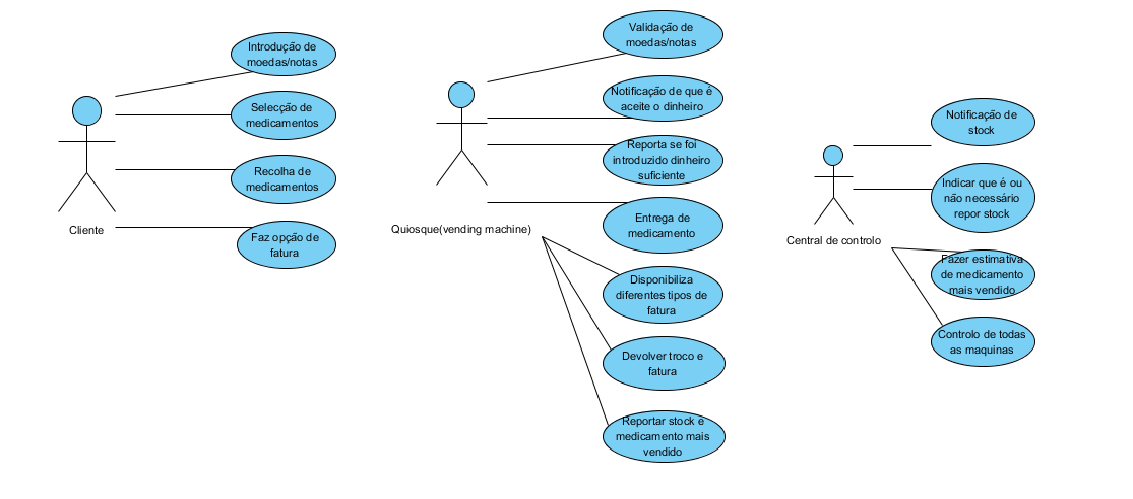 Introdução de
moedas/notas
Selecção de
medicamentos
Recolha de
medicamentos
Faz opção de
fatura
Cliente
Validação de
moedas/notas
Notificação de que é
aceite o dinheiro
Reporta se foi
introduzido dinheiro
suficiente
Entrega de
medicamento
Disponibiliza
diferentes tipos de
fatura
Devolver troco e
fatura
Reportar stock e
medicamento mais
vendido
Quiosque(vending machine)
Notificação de
stock
Indicar que é ou
não necessário
repor stock
Fazer estimativa
de medicamento
mais vendido
Controlo de todas
as maquinas
Central de controlo